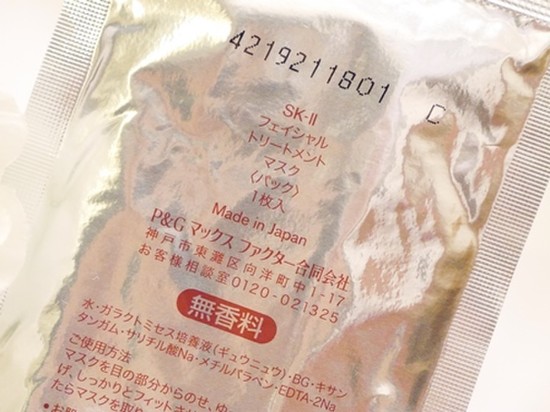 4219211801 C
SK-II
フェイシャル
トリートメント
マスク
〈パック〉
1枚入
Made in Japan
P&G マックス ファクター合同会社
神戸市東灘区向洋町中1-17
お客様相談室0120-021325
無香料
水・ガラクトミセス培養液(ギュウニュウ)・BG・キサン
タンガム・サリチル酸Na・メチルパラベン・EDTA-2Na
ご使用方法
マスクを目の部分からのせ、ゆ
げ、しっかりとフィットさ
たらマスクを取り